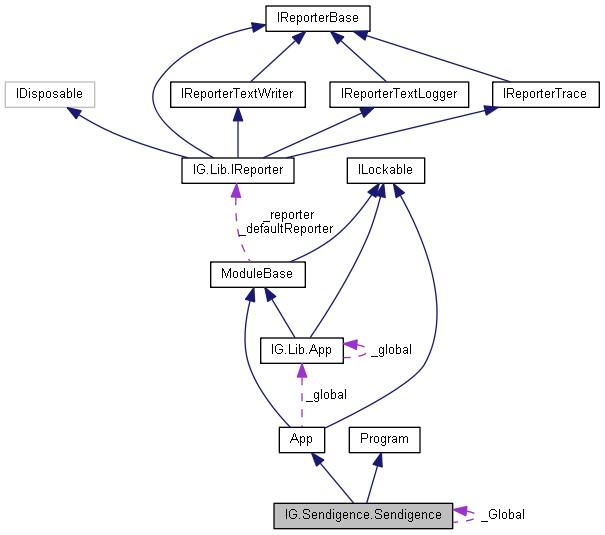 IReporterBase
IDisposable
IReporterTextWriter
IReporterTextLogger
IReporterTrace
IG.Lib.IReporter
ILockable
_reporter
_defaultReporter
ModuleBase
IG.Lib.App
_global
_global
App
Program
IG.Sendigence.Sendigence
_Global